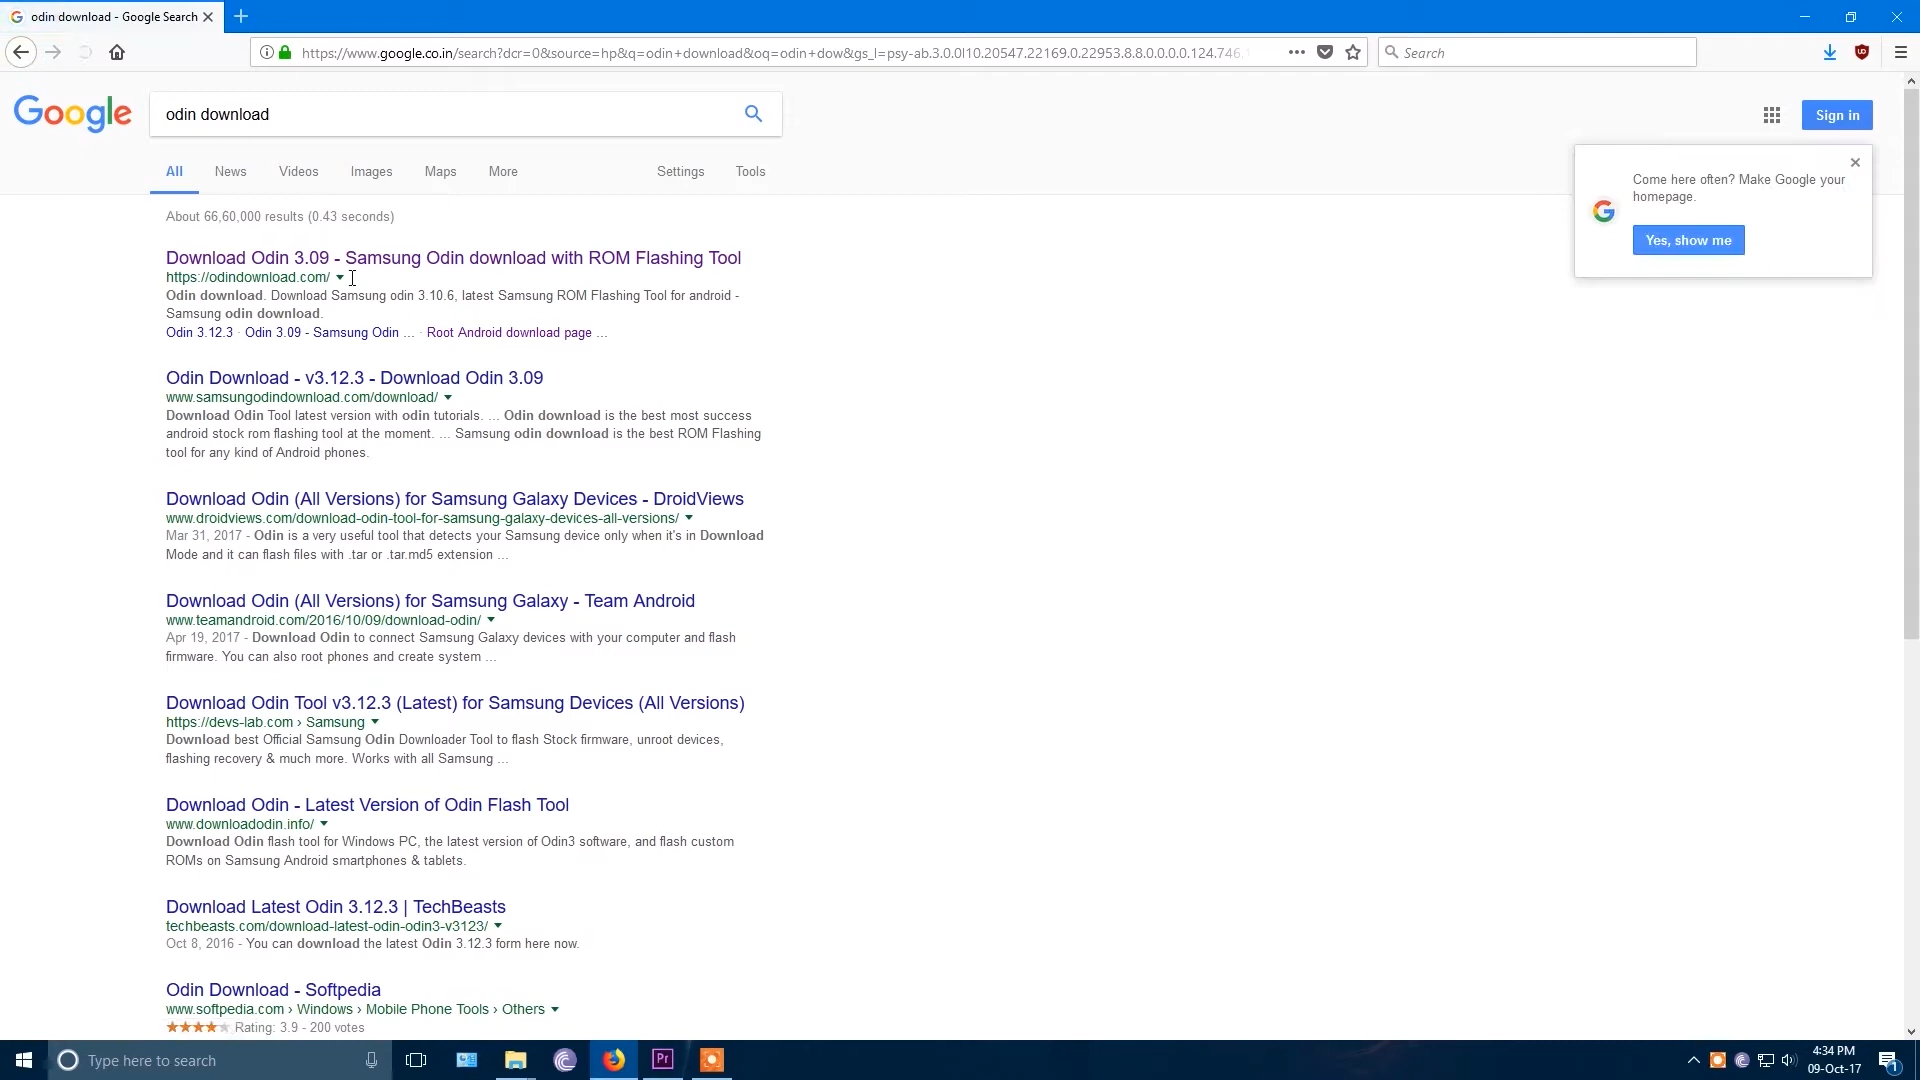 odin download - Google Search
https://www.google.co.in/search?dcr=0&source=hp&q=odin+download&oq=odin+dow&gs_l=psy-ab.3.0.0l10.20547.22169.0.22953.8.8.0.0.0.0.124.746.
Search
Google
odin download
Sign in
All News Videos Images Maps More Settings Tools
Come here often? Make Google your
homepage.
Yes, show me
About 66,60,000 results (0.43 seconds)
Download Odin 3.09 - Samsung Odin download with ROM Flashing Tool
https://odindownload.com/
Odin download. Download Samsung odin 3.10.6, latest Samsung ROM Flashing Tool for android -
Samsung odin download.
Odin 3.12.3 · Odin 3.09 - Samsung Odin ... · Root Android download page ...
Odin Download - v3.12.3 - Download Odin 3.09
www.samsungodindownload.com/download/
Download Odin Tool latest version with odin tutorials. ... Odin download is the best most success
android stock rom flashing tool at the moment. ... Samsung odin download is the best ROM Flashing
tool for any kind of Android phones.
Download Odin (All Versions) for Samsung Galaxy Devices - DroidViews
www.droidviews.com/download-odin-tool-for-samsung-galaxy-devices-all-versions/
Mar 31, 2017 - Odin is a very useful tool that detects your Samsung device only when it's in Download
Mode and it can flash files with .tar or .tar.md5 extension ...
Download Odin (All Versions) for Samsung Galaxy - Team Android
www.teamandroid.com/2016/10/09/download-odin/
Apr 19, 2017 - Download Odin to connect Samsung Galaxy devices with your computer and flash
firmware. You can also root phones and create system ...
Download Odin Tool v3.12.3 (Latest) for Samsung Devices (All Versions)
https://devs-lab.com › Samsung
Download best Official Samsung Odin Downloader Tool to flash Stock firmware, unroot devices,
flashing recovery & much more. Works with all Samsung ...
Download Odin - Latest Version of Odin Flash Tool
www.downloadodin.info/
Download Odin flash tool for Windows PC, the latest version of Odin3 software, and flash custom
ROMs on Samsung Android smartphones & tablets.
Download Latest Odin 3.12.3 | TechBeasts
techbeasts.com/download-latest-odin-odin3-v3123/
Oct 8, 2016 - You can download the latest Odin 3.12.3 form here now.
Odin Download - Softpedia
www.softpedia.com › Windows › Mobile Phone Tools › Others
Rating: 3.9 - 200 votes
Type here to search
Pr
4:34 PM
09-Oct-17
1